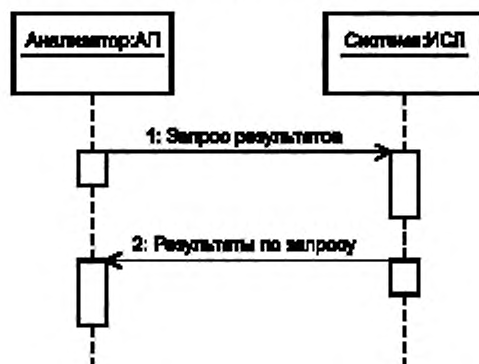 Анализатор:АП
Система:ИСЛ
1: Запрос результатов
2: Результаты по запросу